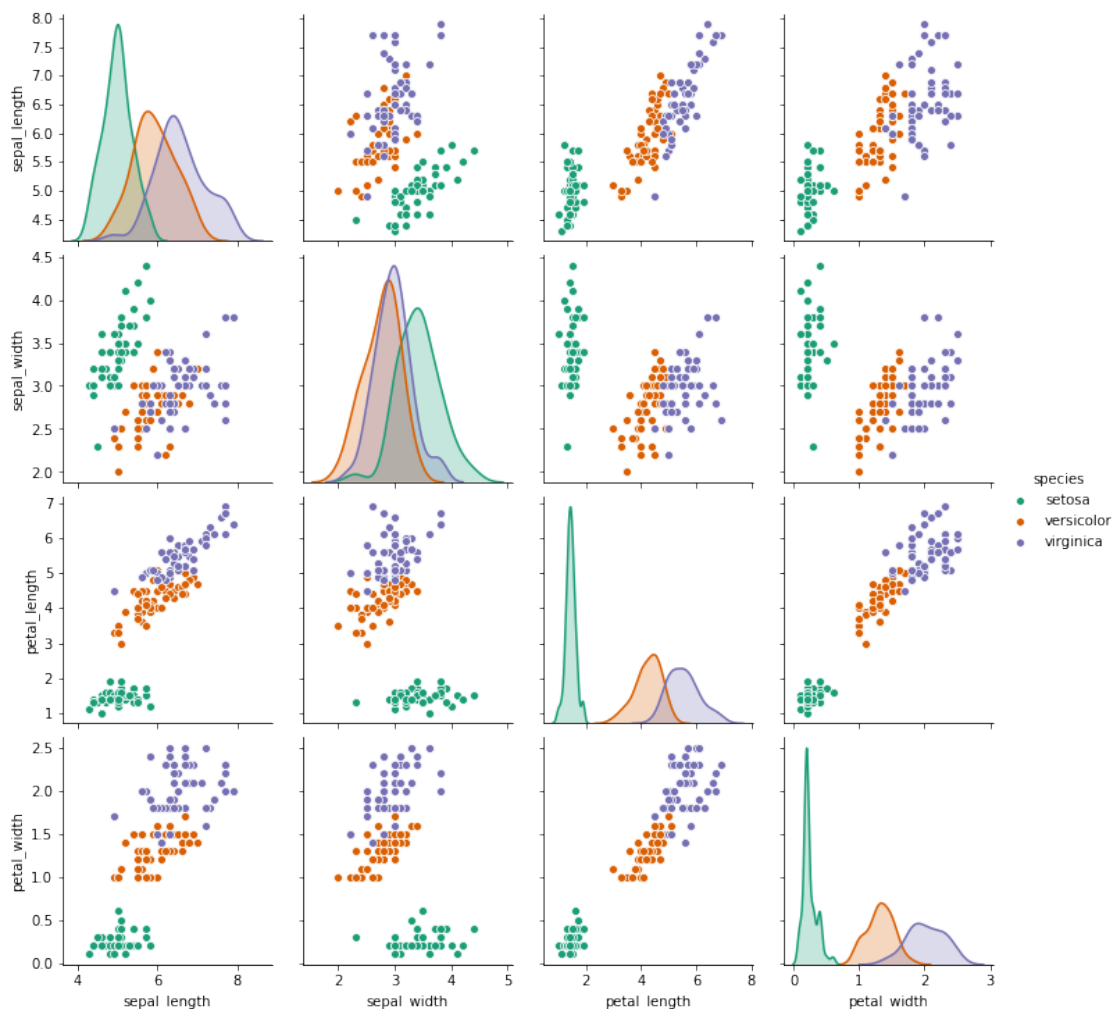 8.0
7.5
7.0
6.5
6.0
5.5
5.0
4.5
sepal_length
4.5
4.0
3.5
3.0
2.5
2.0
sepal_width
species
setosa
versicolor
virginica
7
6
5
4
3
2
1
petal_length
2.5
2.0
1.5
1.0
0.5
0.0
petal_width
4 6 8 2 3 4 5 2 4 6 8 0 1 2 3
sepal_length sepal_width petal_length petal_width